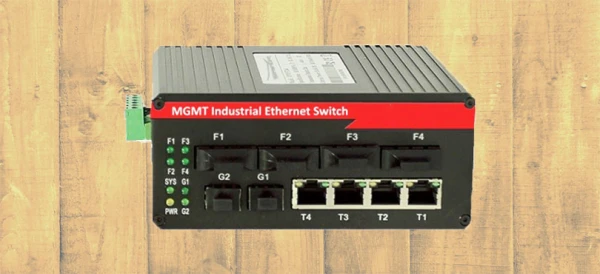 MGMT Industrial Ethernet Switch
F1 F2 F3 F4
F1 F3
F2 F4
SYS G1
PWR G2
G2 G1
T4 T3 T2 T1